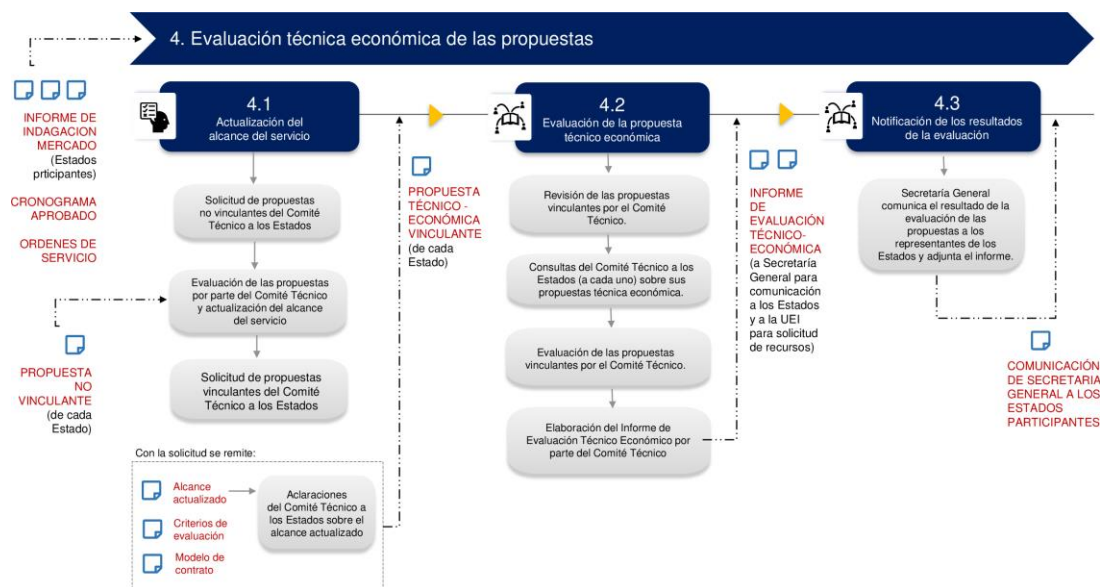 4. Evaluación técnica económica de las propuestas
INFORME DE
INDAGACION
MERCADO
(Estados
prticipantes)
CRONOGRAMA
APROBADO
ORDENES DE
SERVICIO
PROPUESTA
NO
VINCULANTE
(de cada
Estado)
4.1
Actualización del
alcance del servicio
Solicitud de propuestas
no vinculantes del Comité
Técnico a los Estados
Evaluación de las propuestas
por parte del Comité Técnico
y actualización del alcance
del servicio
Solicitud de propuestas
vinculantes del Comité
Técnico a los Estados
Con la solicitud se remite:
Alcance
actualizado
Criterios de
evaluación
Modelo de
contrato
Aclaraciones
del Comité Técnico a
los Estados sobre el
alcance actualizado
PROPUESTA
TÉCNICO -
ECONÓMICA
VINCULANTE
(de cada
Estado)
4.2
Evaluación de la propuesta
técnico económica
Revisión de las propuestas
vinculantes por el Comité
Técnico.
Consultas del Comité Técnico a los
Estados (a cada uno) sobre sus
propuestas técnica económica.
Evaluación de las propuestas
vinculantes por el Comité Técnico.
Elaboración del Informe de
Evaluación Técnico Económico por
parte del Comité Técnico
INFORME
DE
EVALUACIÓN
TÉCNICO-
ECONÓMICA
(a Secretaría
General para
comunicación
a los Estados
y a la UEI
para solicitud
de recursos)
4.3
Notificación de los resultados
de la evaluación
Secretaría General
comunica el resultado de la
evaluación de las
propuestas a los
representantes de los
Estados y adjunta el informe.
COMUNICACIÓN
DE SECRETARIA
GENERAL A LOS
ESTADOS
PARTICIPANTES